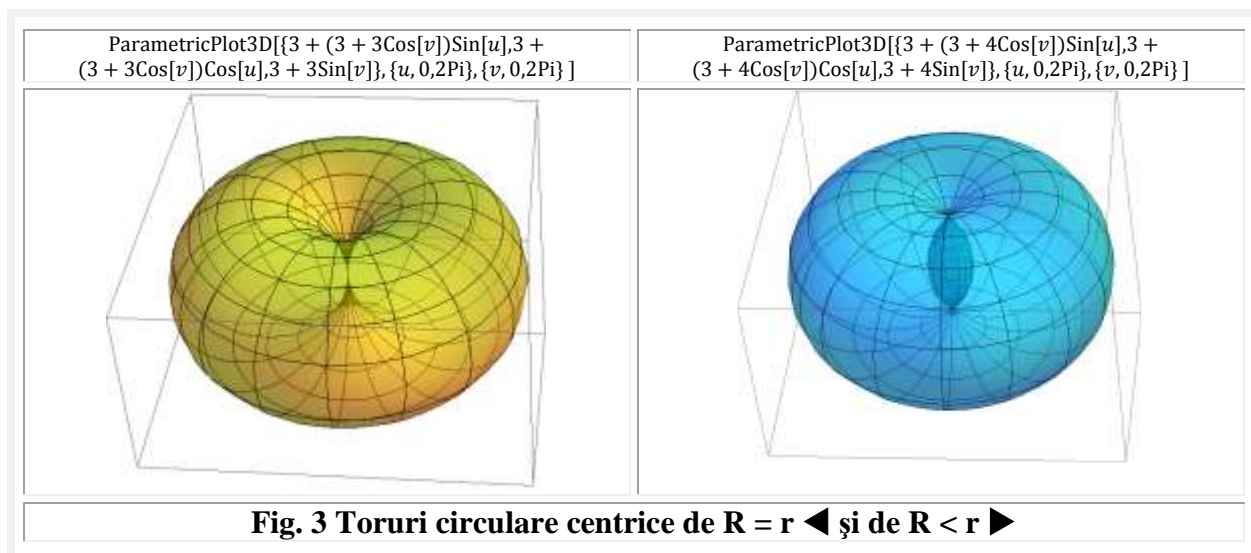 ParametricPlot3D[{3 + (3 + 3Cos[𝑣])Sin[𝑢],3 +
(3 + 3Cos[𝑣])Cos[𝑢],3 + 3Sin[𝑣]},{𝑢, 0,2Pi},{𝑣, 0,2Pi} ]
ParametricPlot3D[{3 + (3 + 4Cos[𝑣])Sin[𝑢],3 +
(3 + 4Cos[𝑣])Cos[𝑢],3 + 4Sin[𝑣]},{𝑢, 0,2Pi},{𝑣, 0,2Pi} ]
Fig. 3 Toruri circulare centrice de R = r ◄ şi de R < r ►